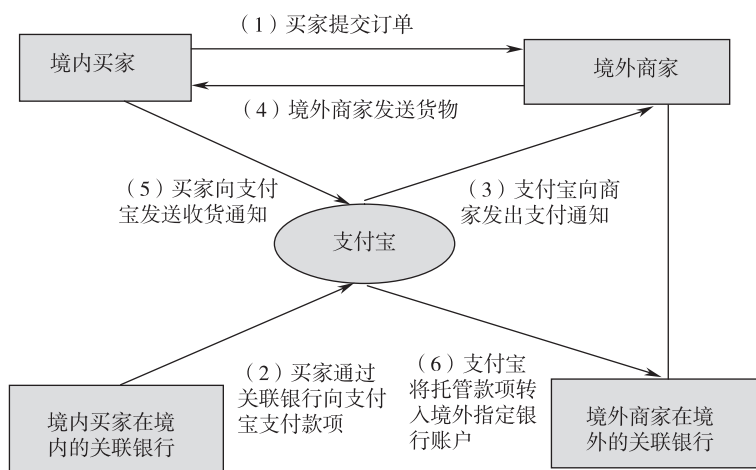 （1）买家提交订单
境内买家
境外商家
（4）境外商家发送货物
（5）买家向支付
宝发送收货通知
（3）支付宝向商
家发出支付通知
支付宝
（2）买家通过
关联银行向支付
宝支付款项
（6）支付宝
将托管款项转
入境外指定银
行账户
境内买家在境
内的关联银行
境外商家在境
外的关联银行